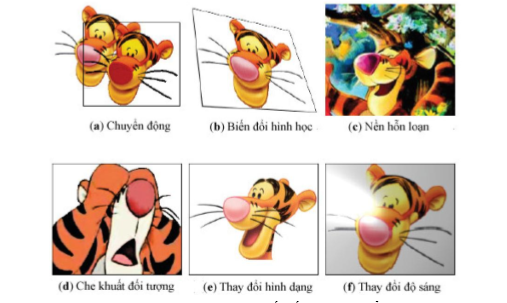 (a) Chuyển động
(b) Biến đổi hình học
(c) Nền hỗn loạn
(d) Che khuất đối tượng
(e) Thay đổi hình dạng
(f) Thay đổi độ sáng